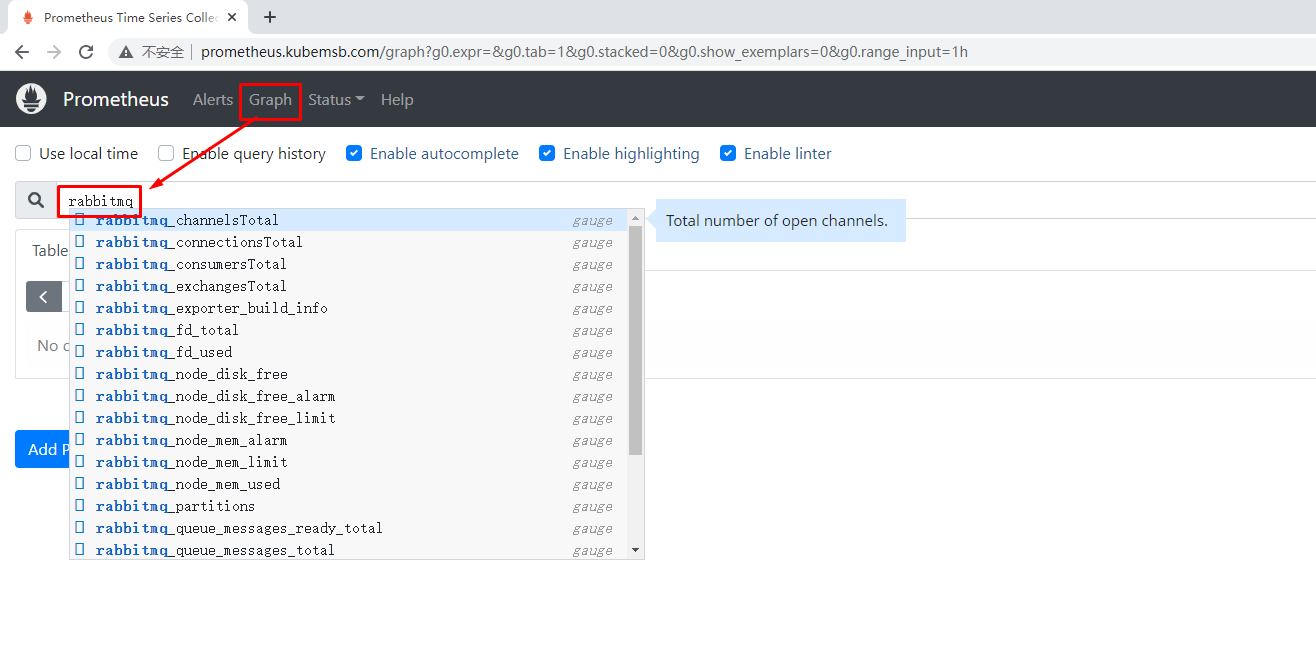 Prometheus Time Series Collec
不安全 prometheus.kubemsb.com/graph?g0.expr=&g0.tab=1&g0.stacked=0&g0.show_exemplars=0&g0.range_input=1h
Prometheus Alerts Graph Status Help
Use local time Enable query history Enable autocomplete Enable highlighting Enable linter
rabbitmq
rabbitmq_channelsTotal gauge Total number of open channels.
rabbitmq_connectionsTotal gauge
Table
rabbitmq_consumersTotal gauge
rabbitmq_exchangesTotal gauge
rabbitmq_exporter_build_info gauge
rabbitmq_fd_total gauge
No
rabbitmq_fd_used gauge
rabbitmq_node_disk_free gauge
rabbitmq_node_disk_free_alarm gauge
rabbitmq_node_disk_free_limit gauge
rabbitmq_node_mem_alarm gauge
Add P
rabbitmq_node_mem_limit gauge
rabbitmq_node_mem_used gauge
rabbitmq_partitions gauge
rabbitmq_queue_messages_ready_total gauge
rabbitmq_queue_messages_total gauge